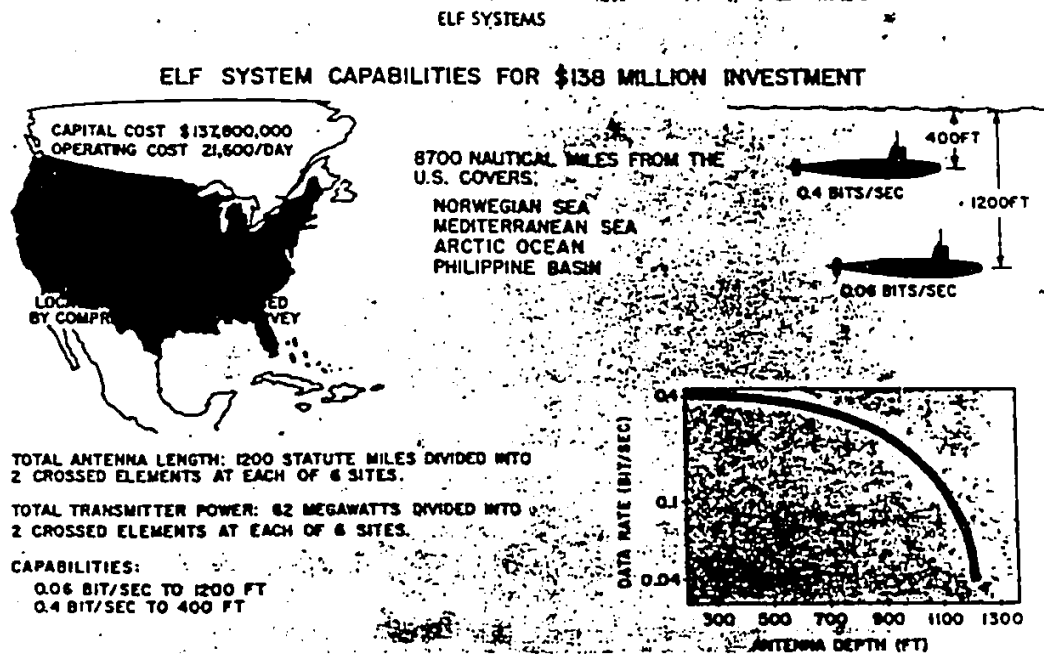 ELF SYSTEMS
ELF SYSTEM CAPABILITIES FOR $138 MILLION INVESTMENT
CAPITAL COST $137,800,000
OPERATING COST 21,600/DAY
BY
8700 NAUTICAL MILES FROM THE
U.S. COVERS:
NORWEGIAN SEA
MEDITERRANEAN SEA
ARCTIC OCEAN
PHILIPPINE BASIN
400FT
0.4 BITS/SEC
1200FT
0.06 BITS/SEC
TOTAL ANTENNA LENGTH: 1200 STATUTE MILES DIVIDED INTO
2 CROSSED ELEMENTS AT EACH OF 6 SITES.
TOTAL TRANSMITTER POWER: 62 MEGAWATTS DIVIDED INTO
2 CROSSED ELEMENTS AT EACH OF 6 SITES.
CAPABILITIES:
0.06 BIT/SEC TO 1200 FT
0.4 BIT/SEC TO 400 FT
DATA RATE (BIT/SEC)
0.4
0.1
0.04
300 500 700 900 1100 1300
ANTENNA DEPTH (FT)